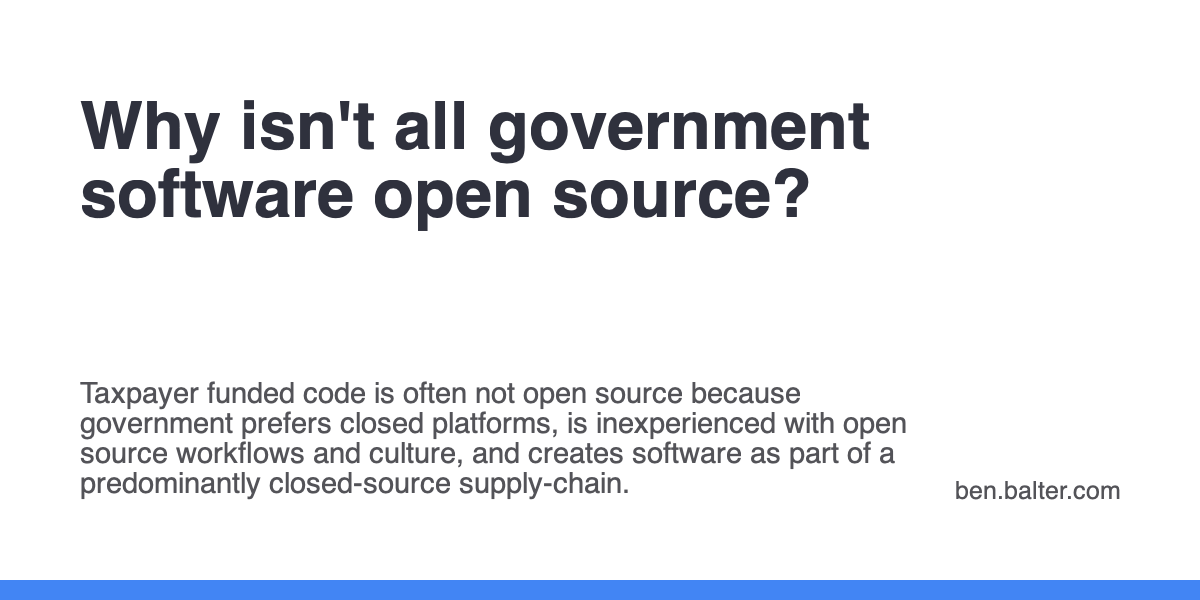 Why isn't all government
software open source?
Taxpayer funded code is often not open source because
government prefers closed platforms, is inexperienced with open
source workflows and culture, and creates software as part of a
predominantly closed-source supply-chain.
ben.balter.com